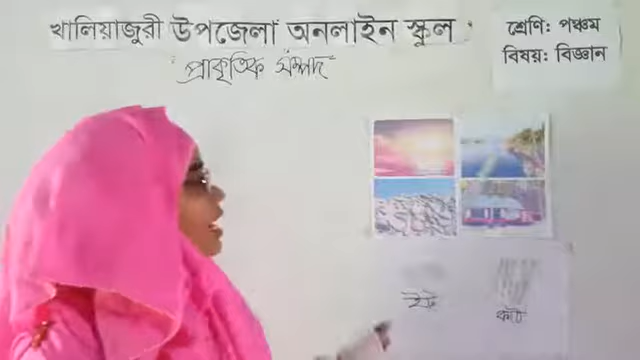 খালিয়াজুরী উপজেলা অনলাইন স্কুল
শ্রেণি: পঞ্চম
বিষয়: বিজ্ঞান
"প্রাকৃতিক সম্পদ"
ইট
কাঠ